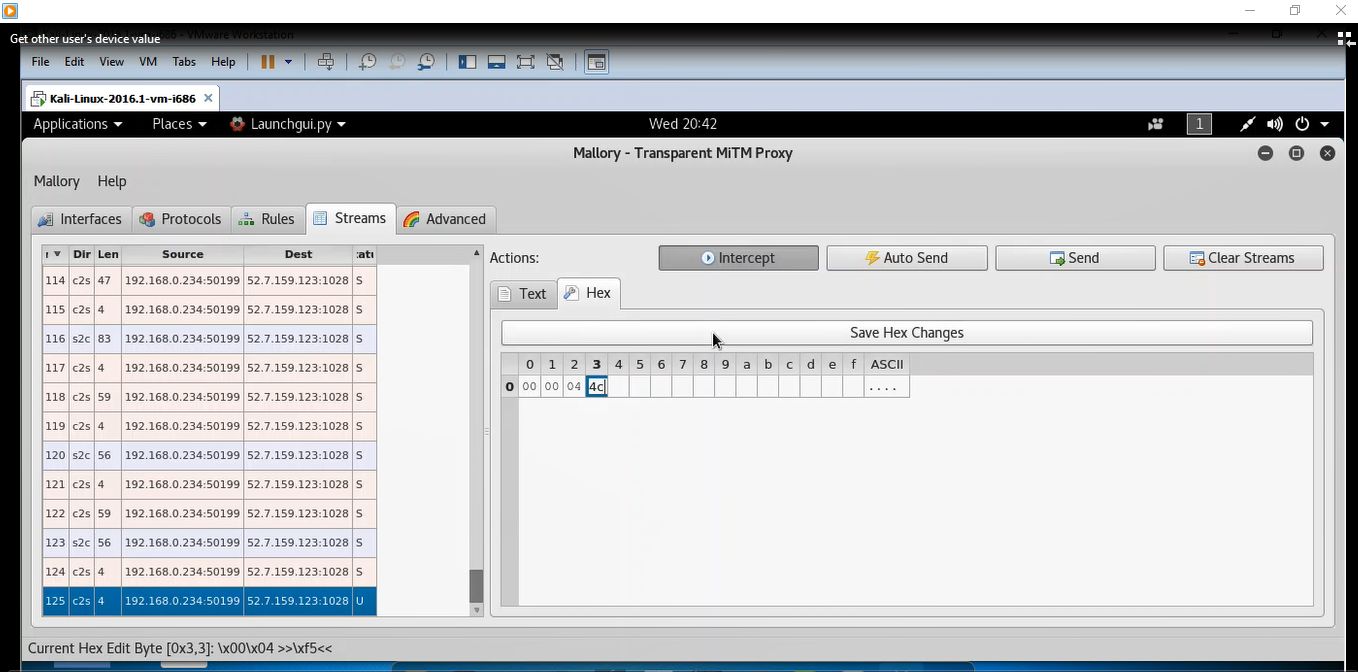 Get other user's device value
File Edit View VM Tabs Help
Kali-Linux-2016.1-vm-i686
Applications Places Launchgui.py Wed 20:42 1
Mallory - Transparent MiTM Proxy
Mallory Help
Interfaces Protocols Rules Streams Advanced
Dir Len Source Dest
Actions: Intercept Auto Send Send Clear Streams
Text Hex
Save Hex Changes
0 1 2 3 4 5 6 7 8 9 a b c d e f ASCII
0 00 00 04 4c ....
114 c2s 47 192.168.0.234:50199 52.7.159.123:1028 S
115 c2s 4 192.168.0.234:50199 52.7.159.123:1028 S
116 s2c 83 192.168.0.234:50199 52.7.159.123:1028 S
117 c2s 4 192.168.0.234:50199 52.7.159.123:1028 S
118 c2s 59 192.168.0.234:50199 52.7.159.123:1028 S
119 c2s 4 192.168.0.234:50199 52.7.159.123:1028 S
120 s2c 56 192.168.0.234:50199 52.7.159.123:1028 S
121 c2s 4 192.168.0.234:50199 52.7.159.123:1028 S
122 c2s 59 192.168.0.234:50199 52.7.159.123:1028 S
123 s2c 56 192.168.0.234:50199 52.7.159.123:1028 S
124 c2s 4 192.168.0.234:50199 52.7.159.123:1028 S
125 c2s 4 192.168.0.234:50199 52.7.159.123:1028 U
Current Hex Edit Byte [0x3,3]: \x00\x04 >>\xf5<<